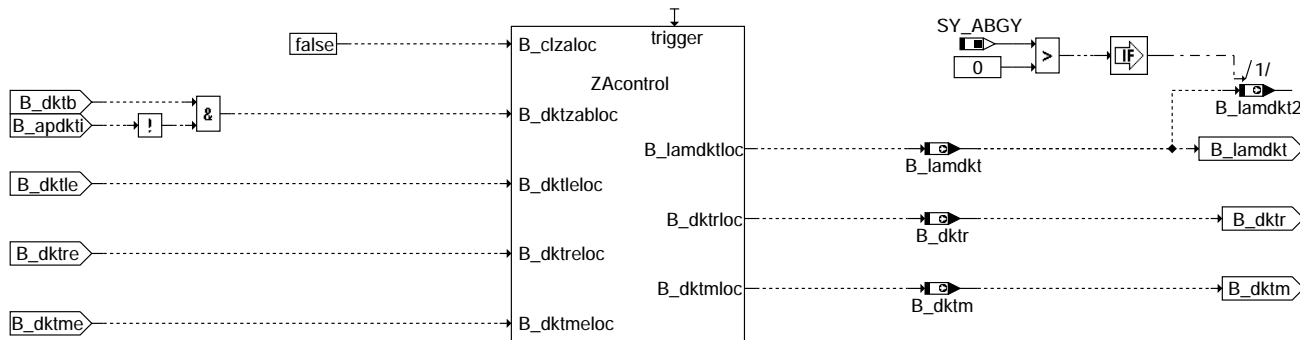 SY_ABGY
false
B_clzaloc
trigger
>
IF
/1/
0
ZAcontrol
B_lamdkt2
B_dktb
&
B_dktzabloc
B_apdkti
!
B_lamdktloc
B_lamdkt
B_lamdkt
B_dktle
B_dktleloc
B_dktrloc
B_dktr
B_dktr
B_dktre
B_dktreloc
B_dktmloc
B_dktm
B_dktm
B_dktme
B_dktmeloc